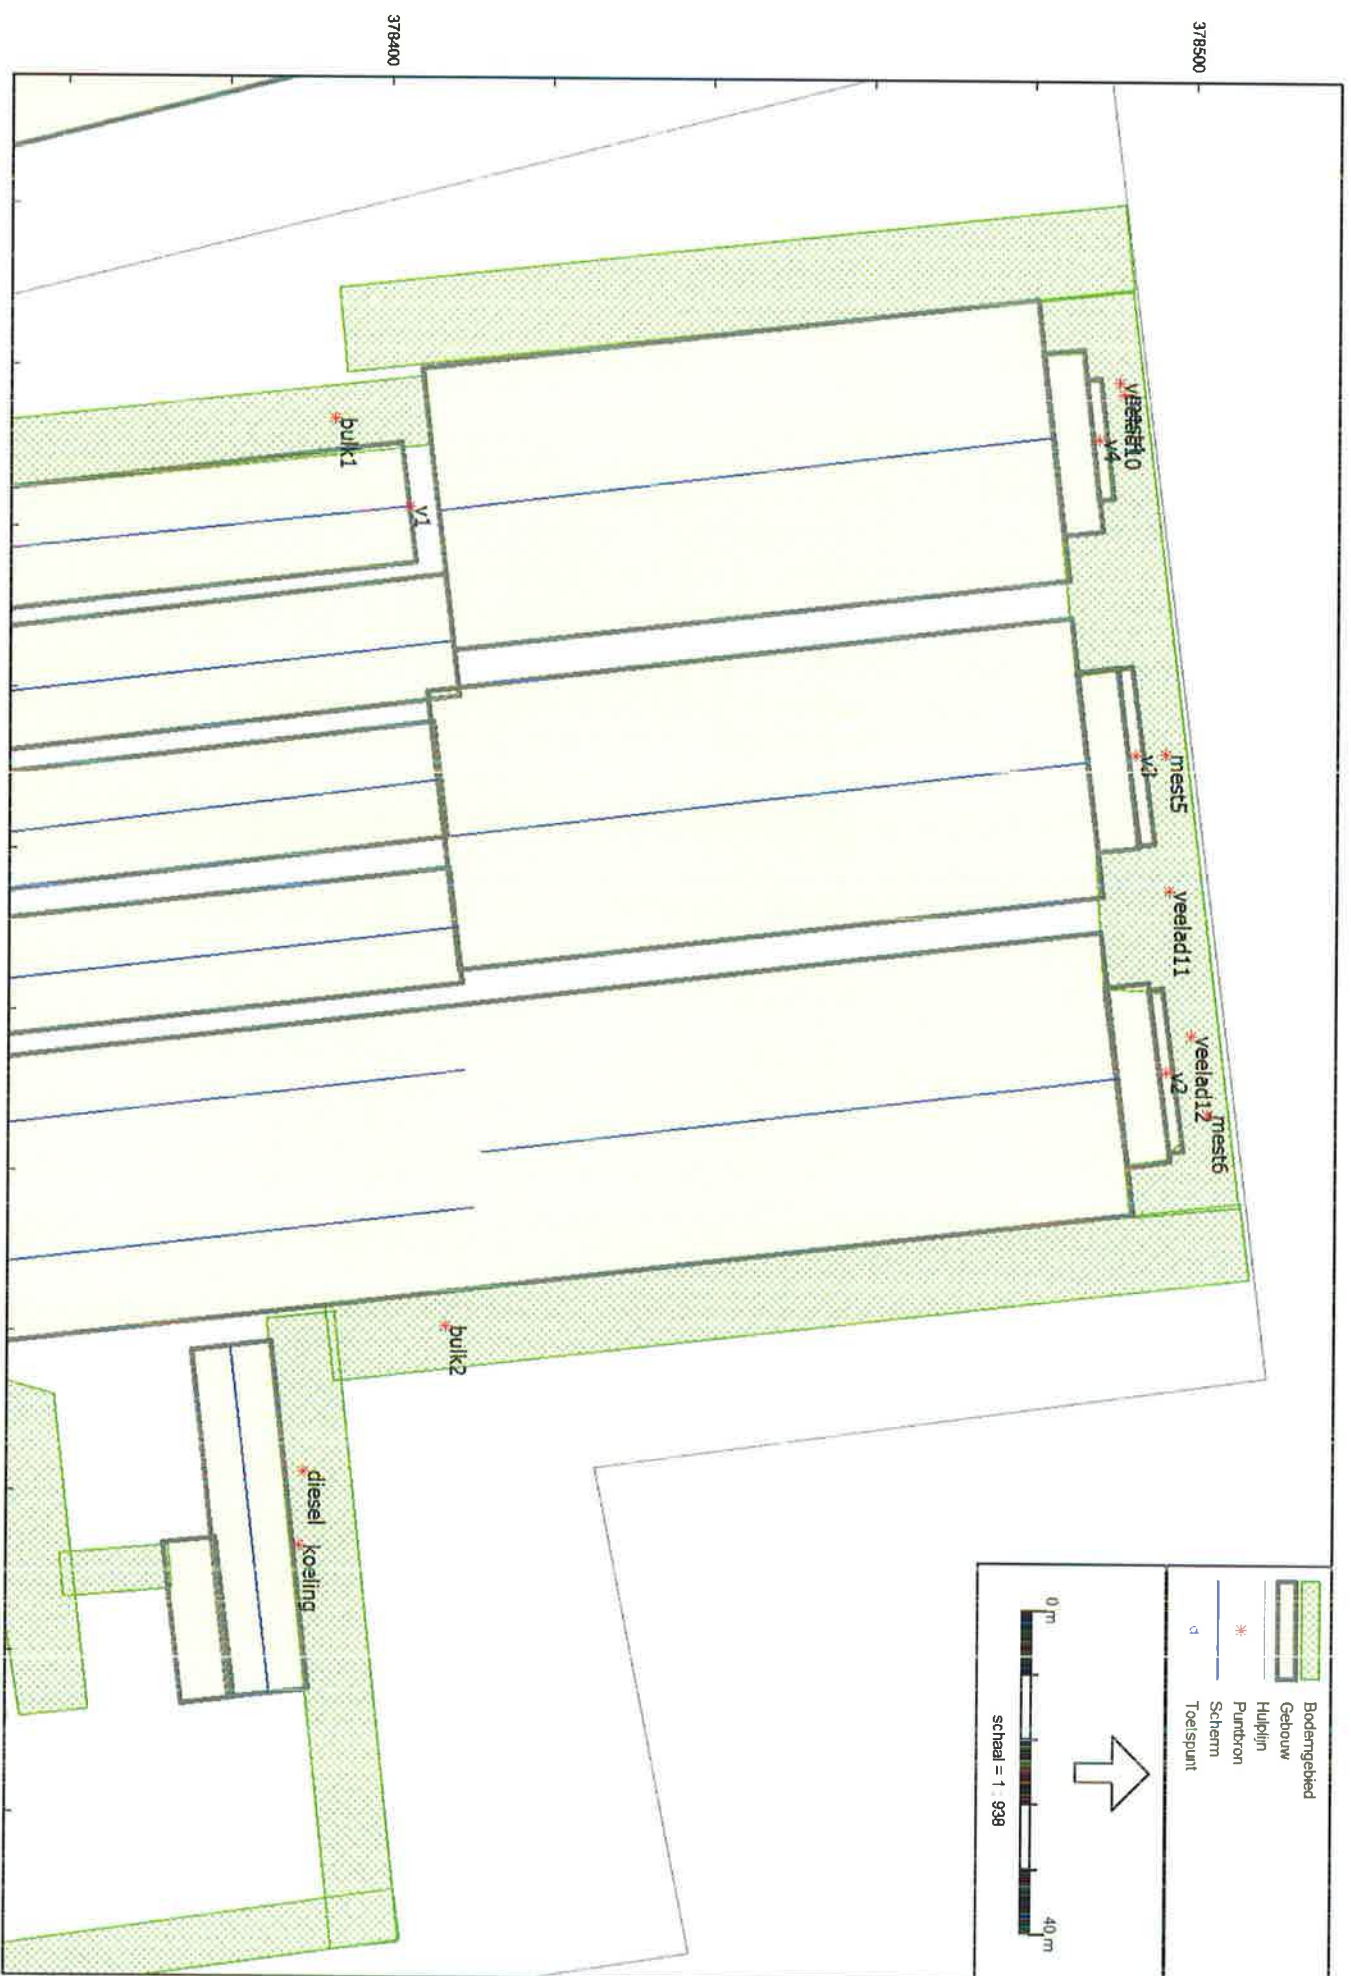 378500
378400
Bodemgebied
Gebouw
Hulplijn
Puntbron
Scherm
Toetspunt
0 m
40 m
schaal = 1 : 938
v4
mest5
v3
veelad11
veelad12
v2
mest6
bulk1
v1
bulk2
diesel
koeling